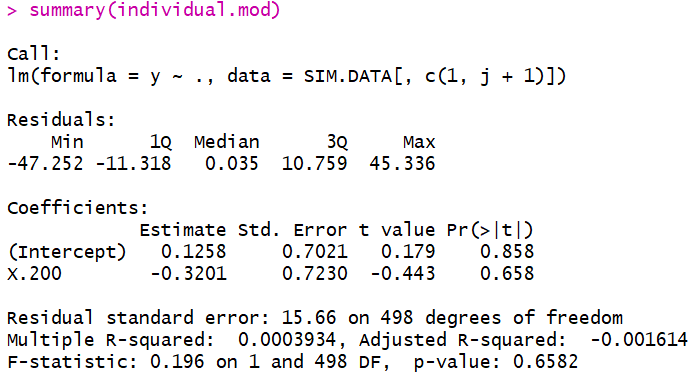 > summary(individual.mod)
Call:
lm(formula = y ~ ., data = SIM.DATA[, c(1, j + 1)])
Residuals:
    Min      1Q  Median      3Q     Max
-47.252 -11.318   0.035  10.759  45.336
Coefficients:
            Estimate Std. Error t value Pr(>|t|)
(Intercept)   0.1258     0.7021   0.179    0.858
X.200        -0.3201     0.7230  -0.443    0.658
Residual standard error: 15.66 on 498 degrees of freedom
Multiple R-squared:  0.0003934, Adjusted R-squared:  -0.001614
F-statistic: 0.196 on 1 and 498 DF,  p-value: 0.6582